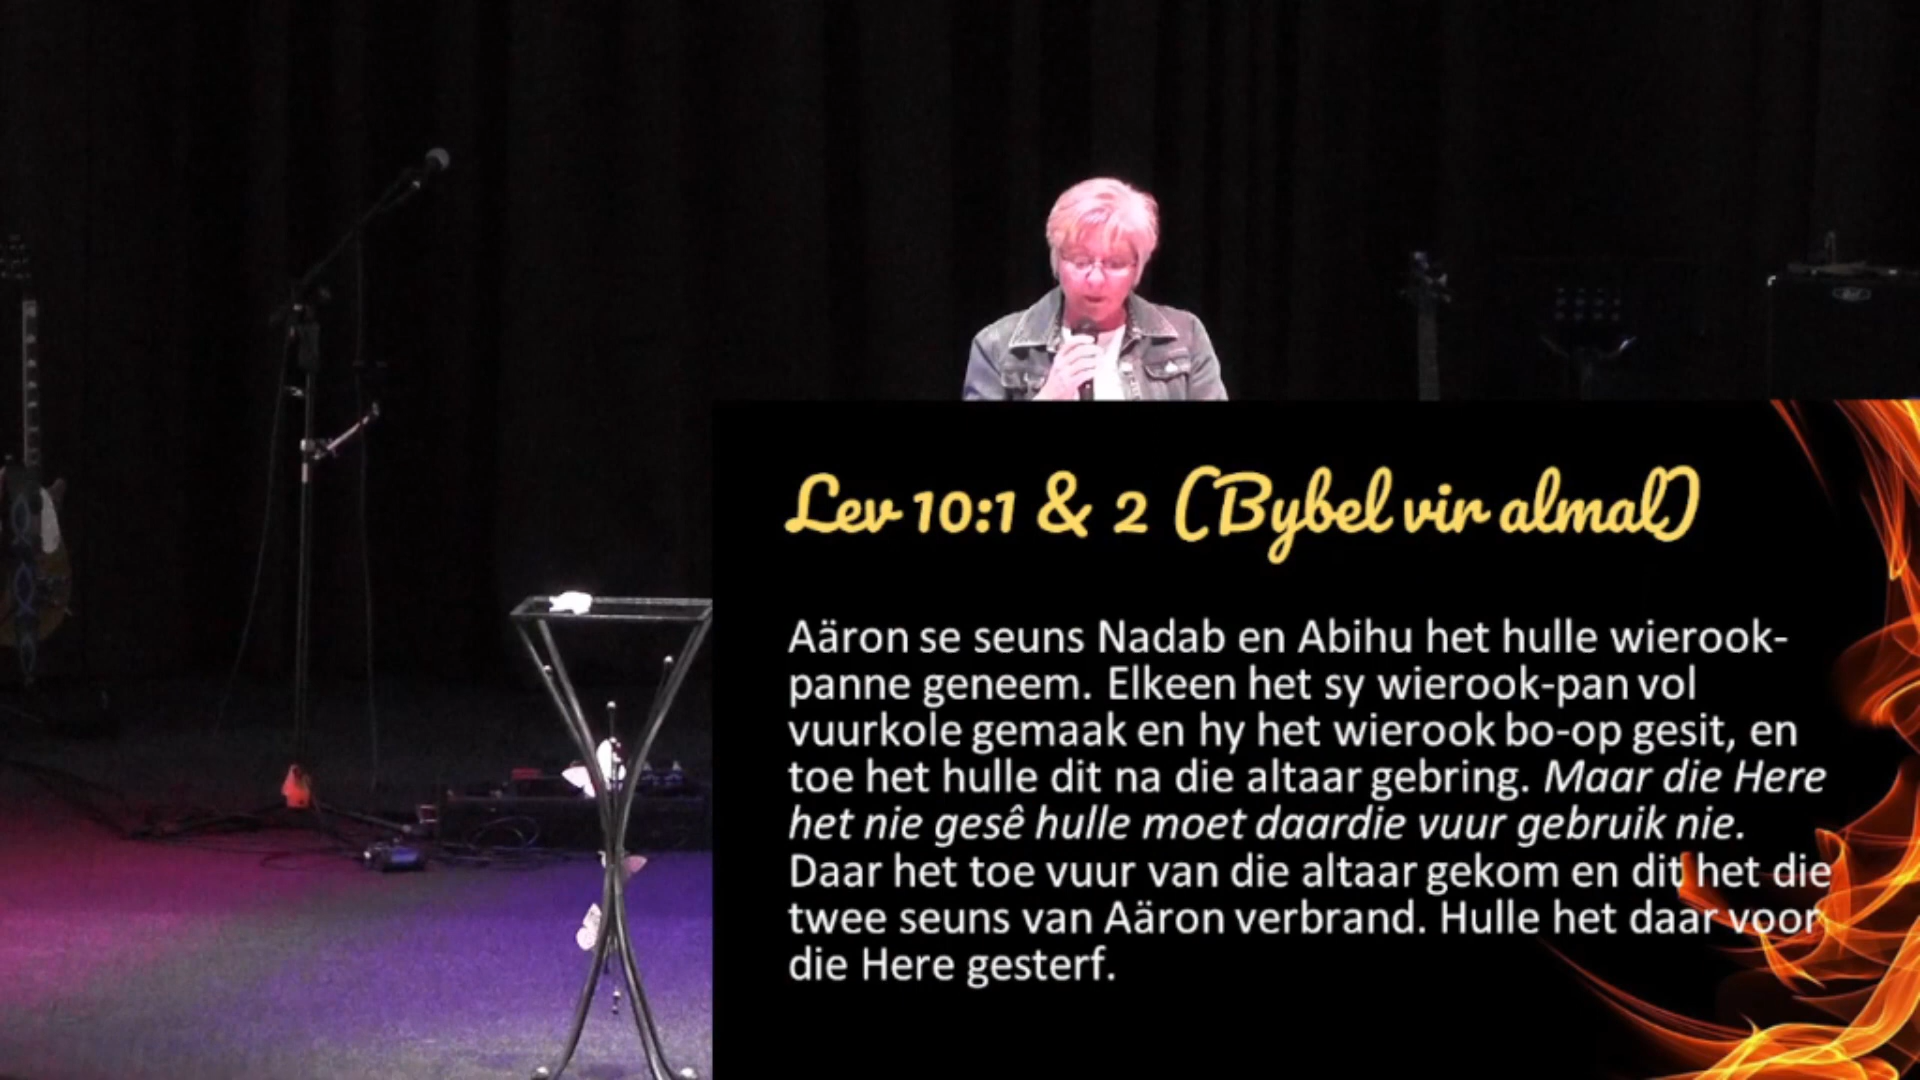 Lev 10:1 & 2 (Bybel vir almal)
Aäron se seuns Nadab en Abihu het hulle wierook-
panne geneem. Elkeen het sy wierook-pan vol
vuurkole gemaak en hy het wierook bo-op gesit, en
toe het hulle dit na die altaar gebring. Maar die Here
het nie gesê hulle moet daardie vuur gebruik nie.
Daar het toe vuur van die altaar gekom en dit het die
twee seuns van Aäron verbrand. Hulle het daar voor
die Here gesterf.